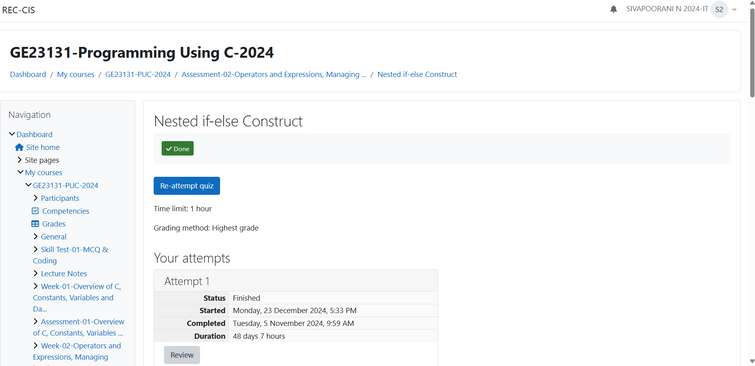 REC-CIS
SIVAPOORANI N 2024-IT S2
GE23131-Programming Using C-2024
Dashboard / My courses / GE23131-PUC-2024 / Assessment-02-Operators and Expressions, Managing ... / Nested if-else Construct
Navigation
Dashboard
Site home
Site pages
My courses
GE23131-PUC-2024
Participants
Competencies
Grades
General
Skill Test-01-MCQ &
Coding
Lecture Notes
Week-01-Overview of C,
Constants, Variables and
Da...
Assessment-01-Overview
of C, Constants, Variables ...
Week-02-Operators and
Expressions, Managing
Nested if-else Construct
Done
Re-attempt quiz
Time limit: 1 hour
Grading method: Highest grade
Your attempts
Attempt 1
Status Finished
Started Monday, 23 December 2024, 5:33 PM
Completed Tuesday, 5 November 2024, 9:59 AM
Duration 48 days 7 hours
Review